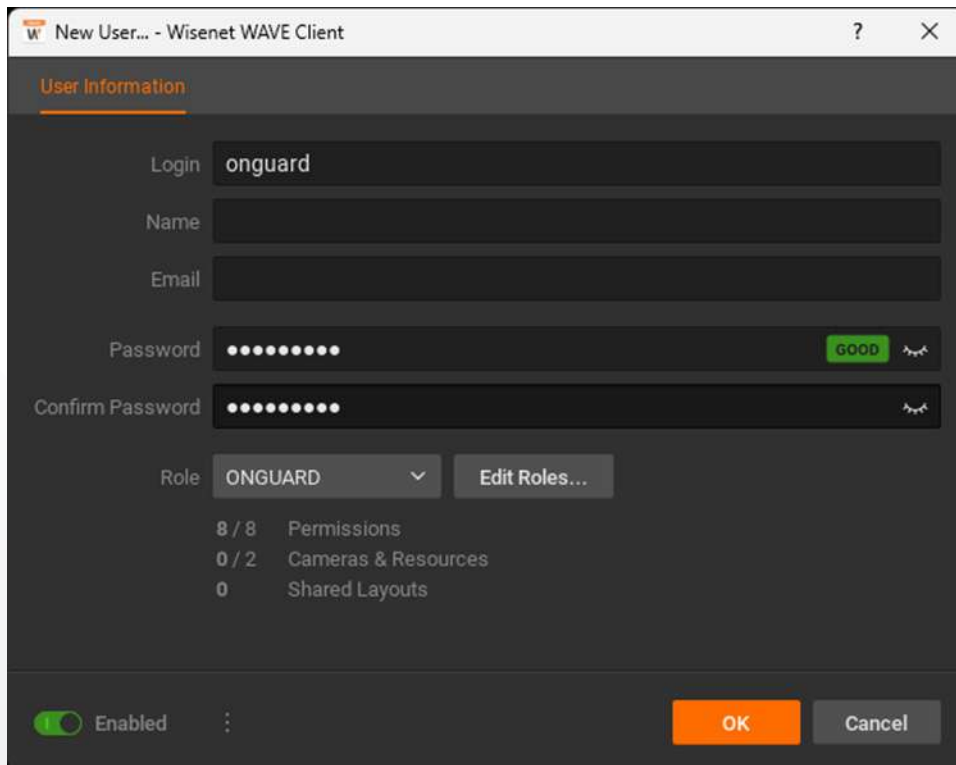 New User... - Wisenet WAVE Client
User Information
Login onguard
Name
Email
Password ●●●●●●●●● GOOD
Confirm Password ●●●●●●●●●
Role ONGUARD Edit Roles...
8 / 8 Permissions
0 / 2 Cameras & Resources
0 Shared Layouts
Enabled OK Cancel